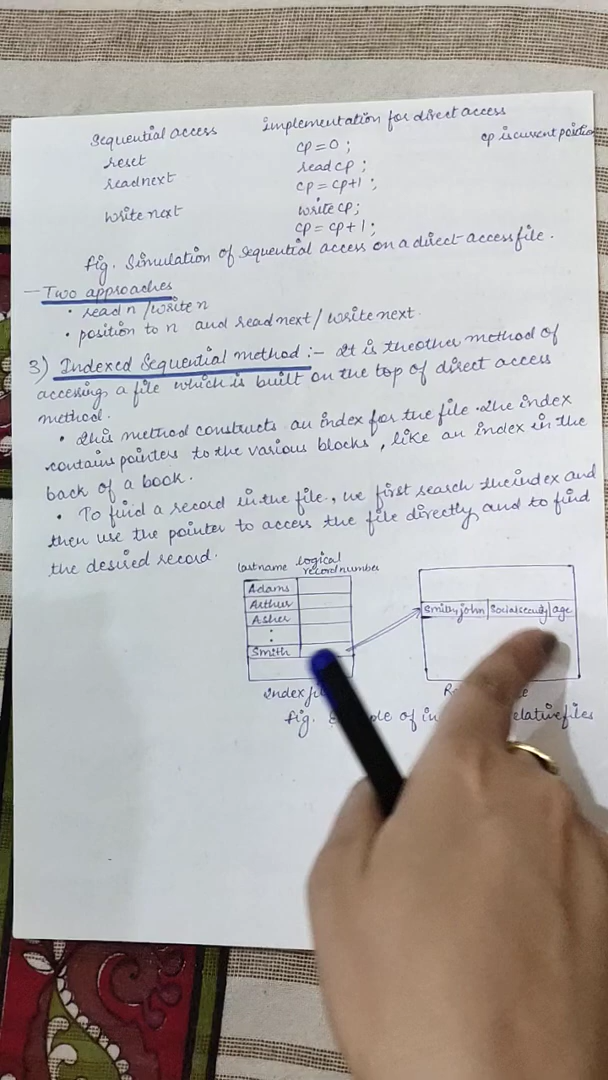 Sequential access implementation for direct access
reset cp = 0 ; cp is current position
readnext read cp ;
cp = cp+1 ;
write next write cp;
cp = cp + 1 ;
fig. Simulation of sequential access on a direct access file.
— Two approaches
• read n / write n
• position to n and readnext / write next.
3) Indexed Sequential method :- It is the other method of
accessing a file which is built on the top of direct access
method.
• This method constructs an index for the file. The index
contains pointers to the various blocks, like an index in the
back of a book.
• To find a record in the file, we first search the index and
then use the pointer to access the file directly and to find
the desired record.
lastname logical
record number
Adams
Arthur
Asher
:
Smith
Smith, john | Social security | age
index
fig. of in relative files